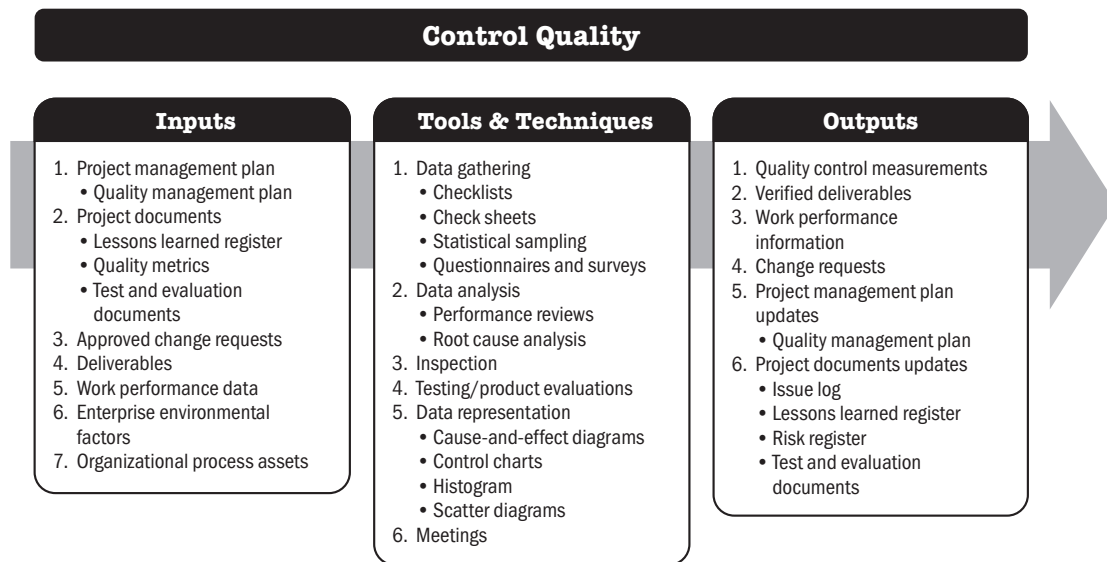 Control Quality
Inputs
1. Project management plan
• Quality management plan
2. Project documents
• Lessons learned register
• Quality metrics
• Test and evaluation
documents
3. Approved change requests
4. Deliverables
5. Work performance data
6. Enterprise environmental
factors
7. Organizational process assets
Tools & Techniques
1. Data gathering
• Checklists
• Check sheets
• Statistical sampling
• Questionnaires and surveys
2. Data analysis
• Performance reviews
• Root cause analysis
3. Inspection
4. Testing/product evaluations
5. Data representation
• Cause-and-effect diagrams
• Control charts
• Histogram
• Scatter diagrams
6. Meetings
Outputs
1. Quality control measurements
2. Verified deliverables
3. Work performance
information
4. Change requests
5. Project management plan
updates
• Quality management plan
6. Project documents updates
• Issue log
• Lessons learned register
• Risk register
• Test and evaluation
documents